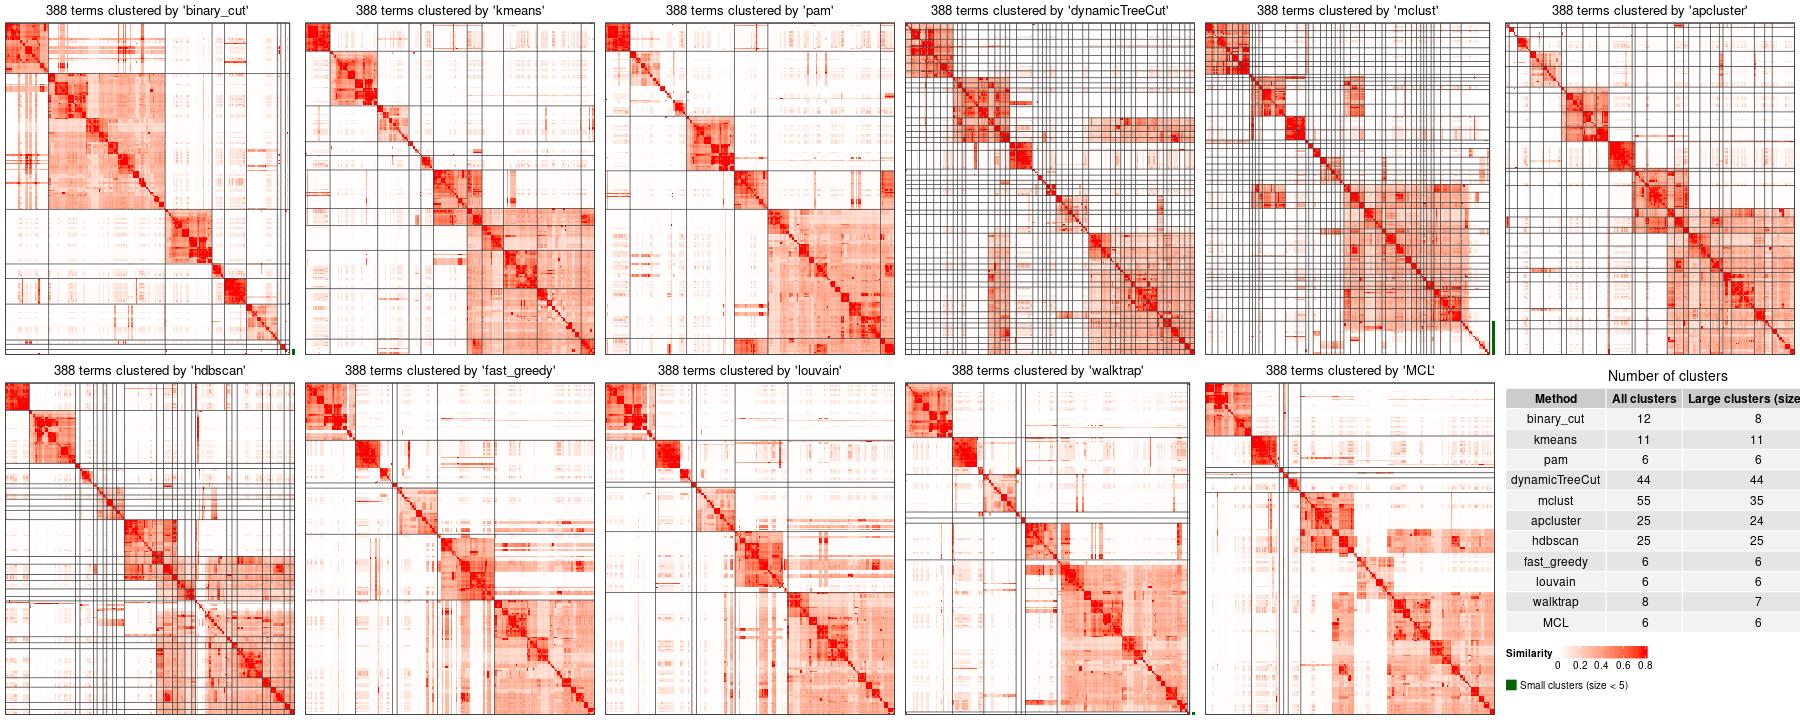 388 terms clustered by 'binary_cut'
388 terms clustered by 'kmeans'
388 terms clustered by 'pam'
388 terms clustered by 'dynamicTreeCut'
388 terms clustered by 'mclust'
388 terms clustered by 'apcluster'
388 terms clustered by 'hdbscan'
388 terms clustered by 'fast_greedy'
388 terms clustered by 'louvain'
388 terms clustered by 'walktrap'
388 terms clustered by 'MCL'
Number of clusters
Method All clusters Large clusters (size
binary_cut 12 8
kmeans 11 11
pam 6 6
dynamicTreeCut 44 44
mclust 55 35
apcluster 25 24
hdbscan 25 25
fast_greedy 6 6
louvain 6 6
walktrap 8 7
MCL 6 6
Similarity
0 0.2 0.4 0.6 0.8
Small clusters (size < 5)